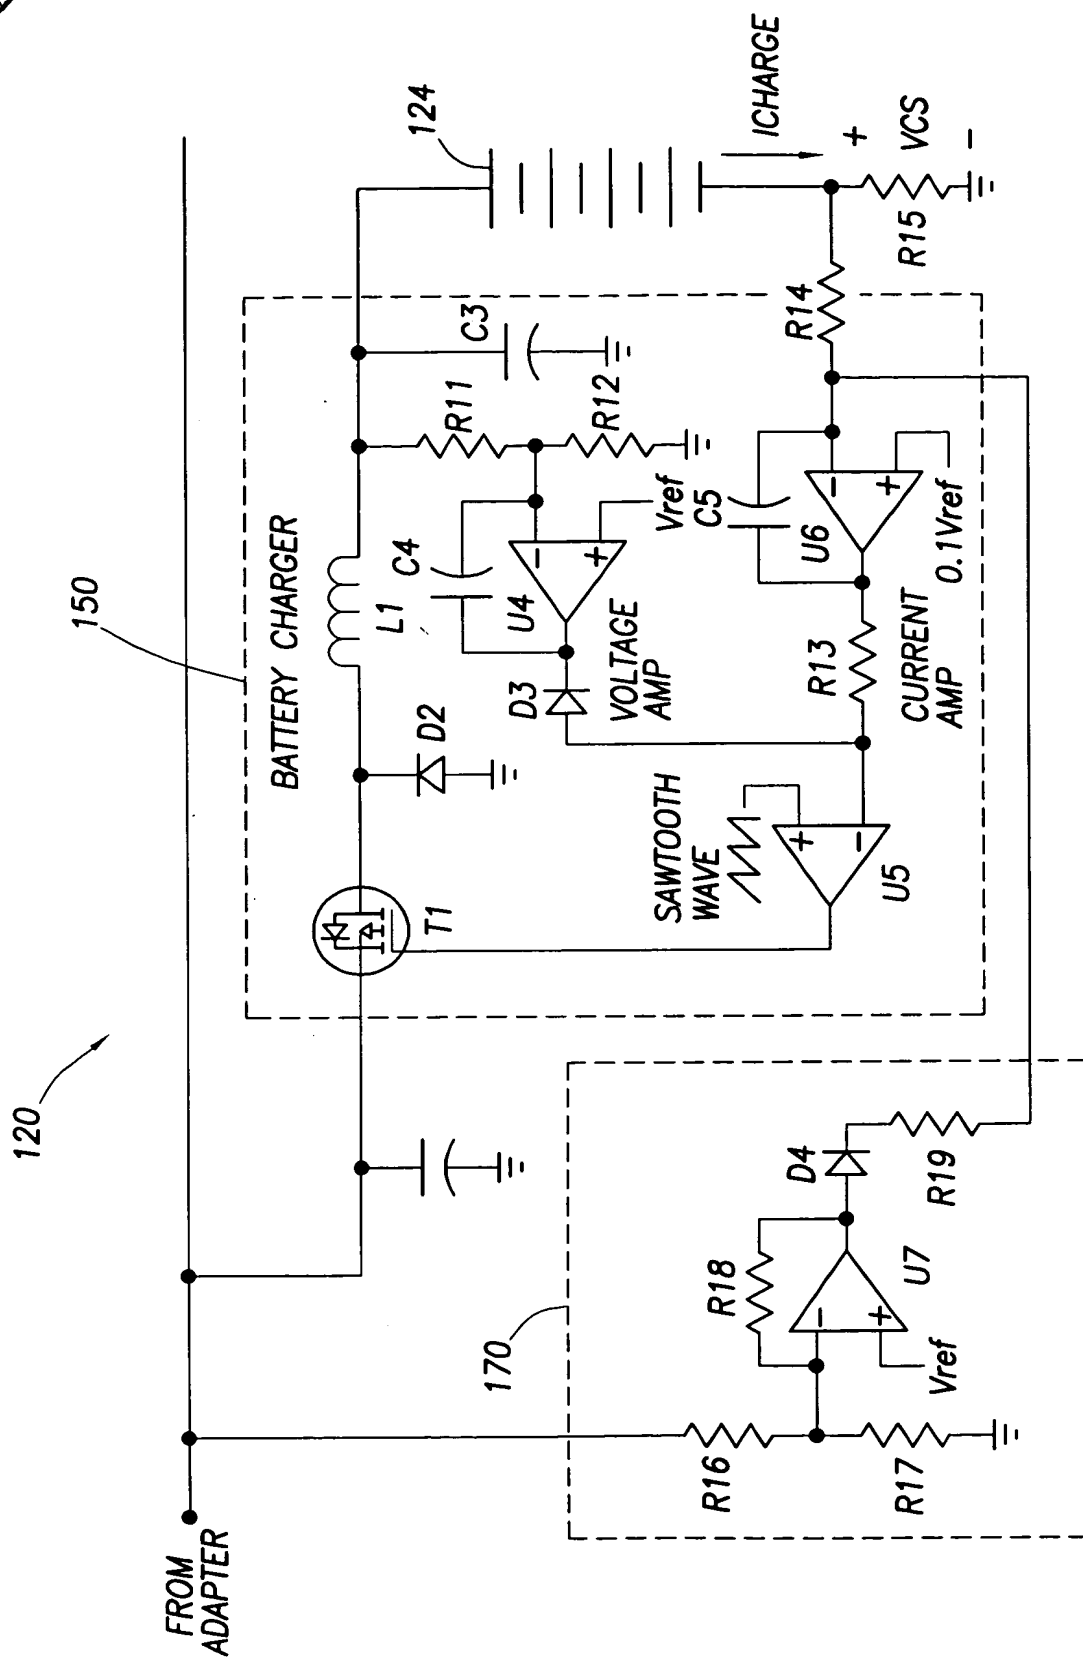 120
150
124
BATTERY CHARGER
FROM
ADAPTER
T1
D2
L1
C3
R11
R12
C4
U4
Vref
VOLTAGE
AMP
D3
SAWTOOTH
WAVE
U5
R13
CURRENT
AMP
U6
C5
0.1Vref
R14
R15
ICHARGE
+
VCS
-
170
R16
R17
R18
U7
Vref
D4
R19